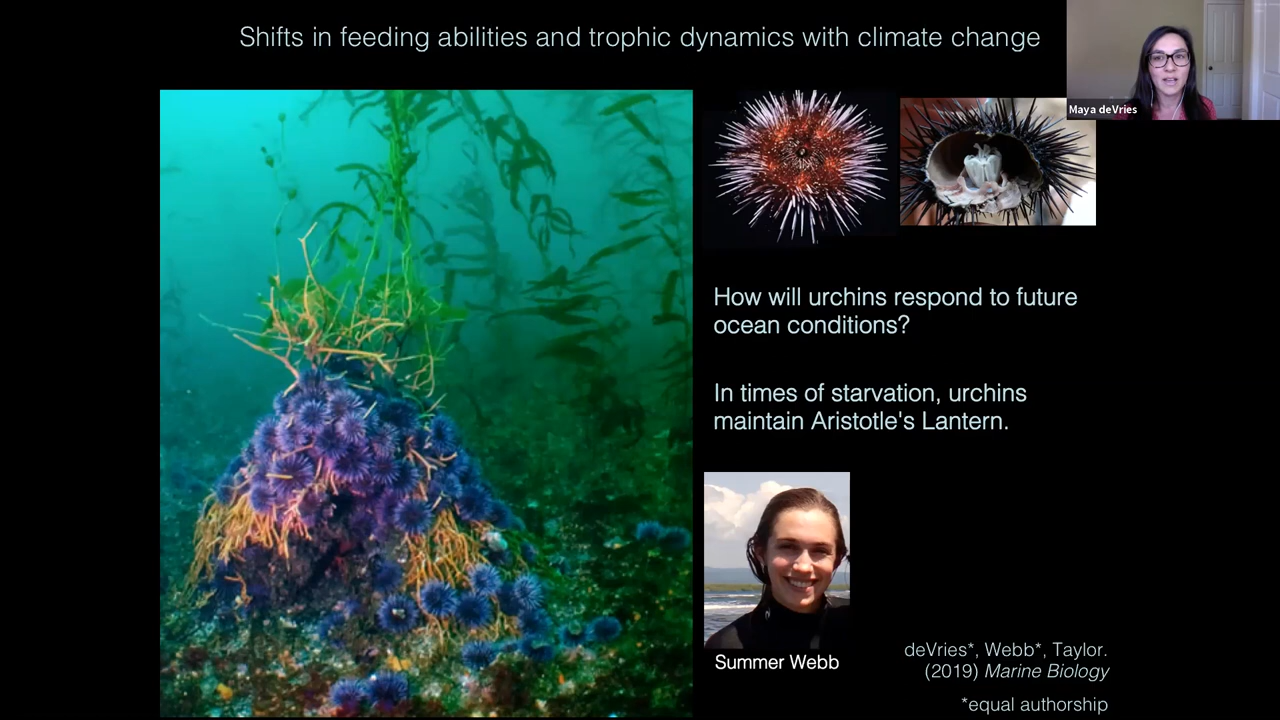 Shifts in feeding abilities and trophic dynamics with climate change
Maya deVries
How will urchins respond to future
ocean conditions?
In times of starvation, urchins
maintain Aristotle's Lantern.
Summer Webb
deVries*, Webb*, Taylor.
(2019) Marine Biology
*equal authorship